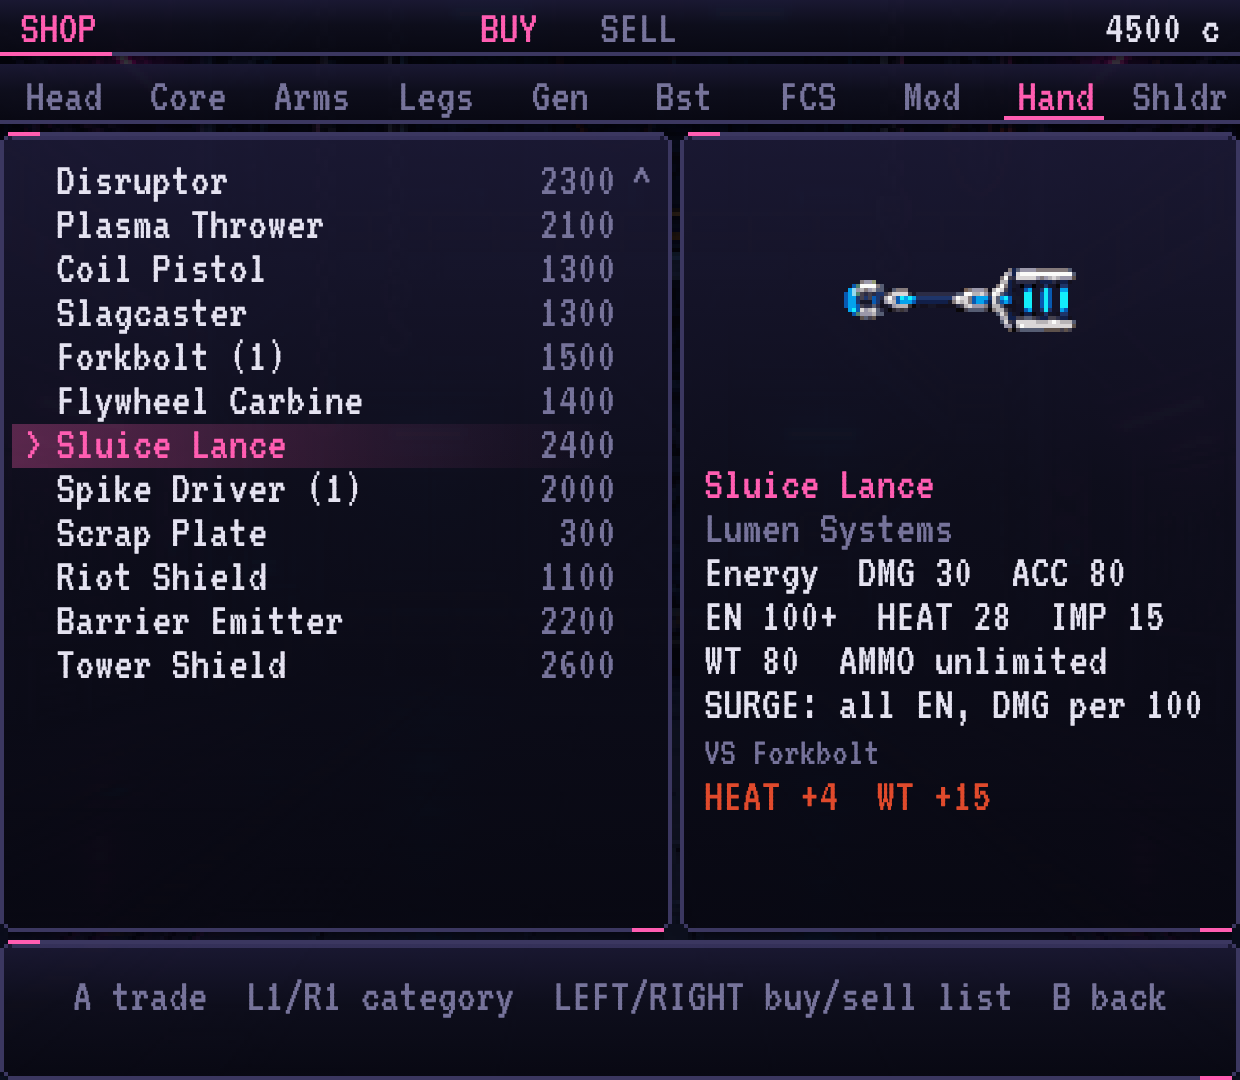 SHOP BUY SELL 4500 c
Head Core Arms Legs Gen Bst FCS Mod Hand Shldr
Disruptor 2300 ^
Plasma Thrower 2100
Coil Pistol 1300
Slagcaster 1300
Forkbolt (1) 1500
Flywheel Carbine 1400
> Sluice Lance 2400
Spike Driver (1) 2000
Scrap Plate 300
Riot Shield 1100
Barrier Emitter 2200
Tower Shield 2600
Sluice Lance
Lumen Systems
Energy DMG 30 ACC 80
EN 100+ HEAT 28 IMP 15
WT 80 AMMO unlimited
SURGE: all EN, DMG per 100
VS Forkbolt
HEAT +4 WT +15
A trade L1/R1 category LEFT/RIGHT buy/sell list B back